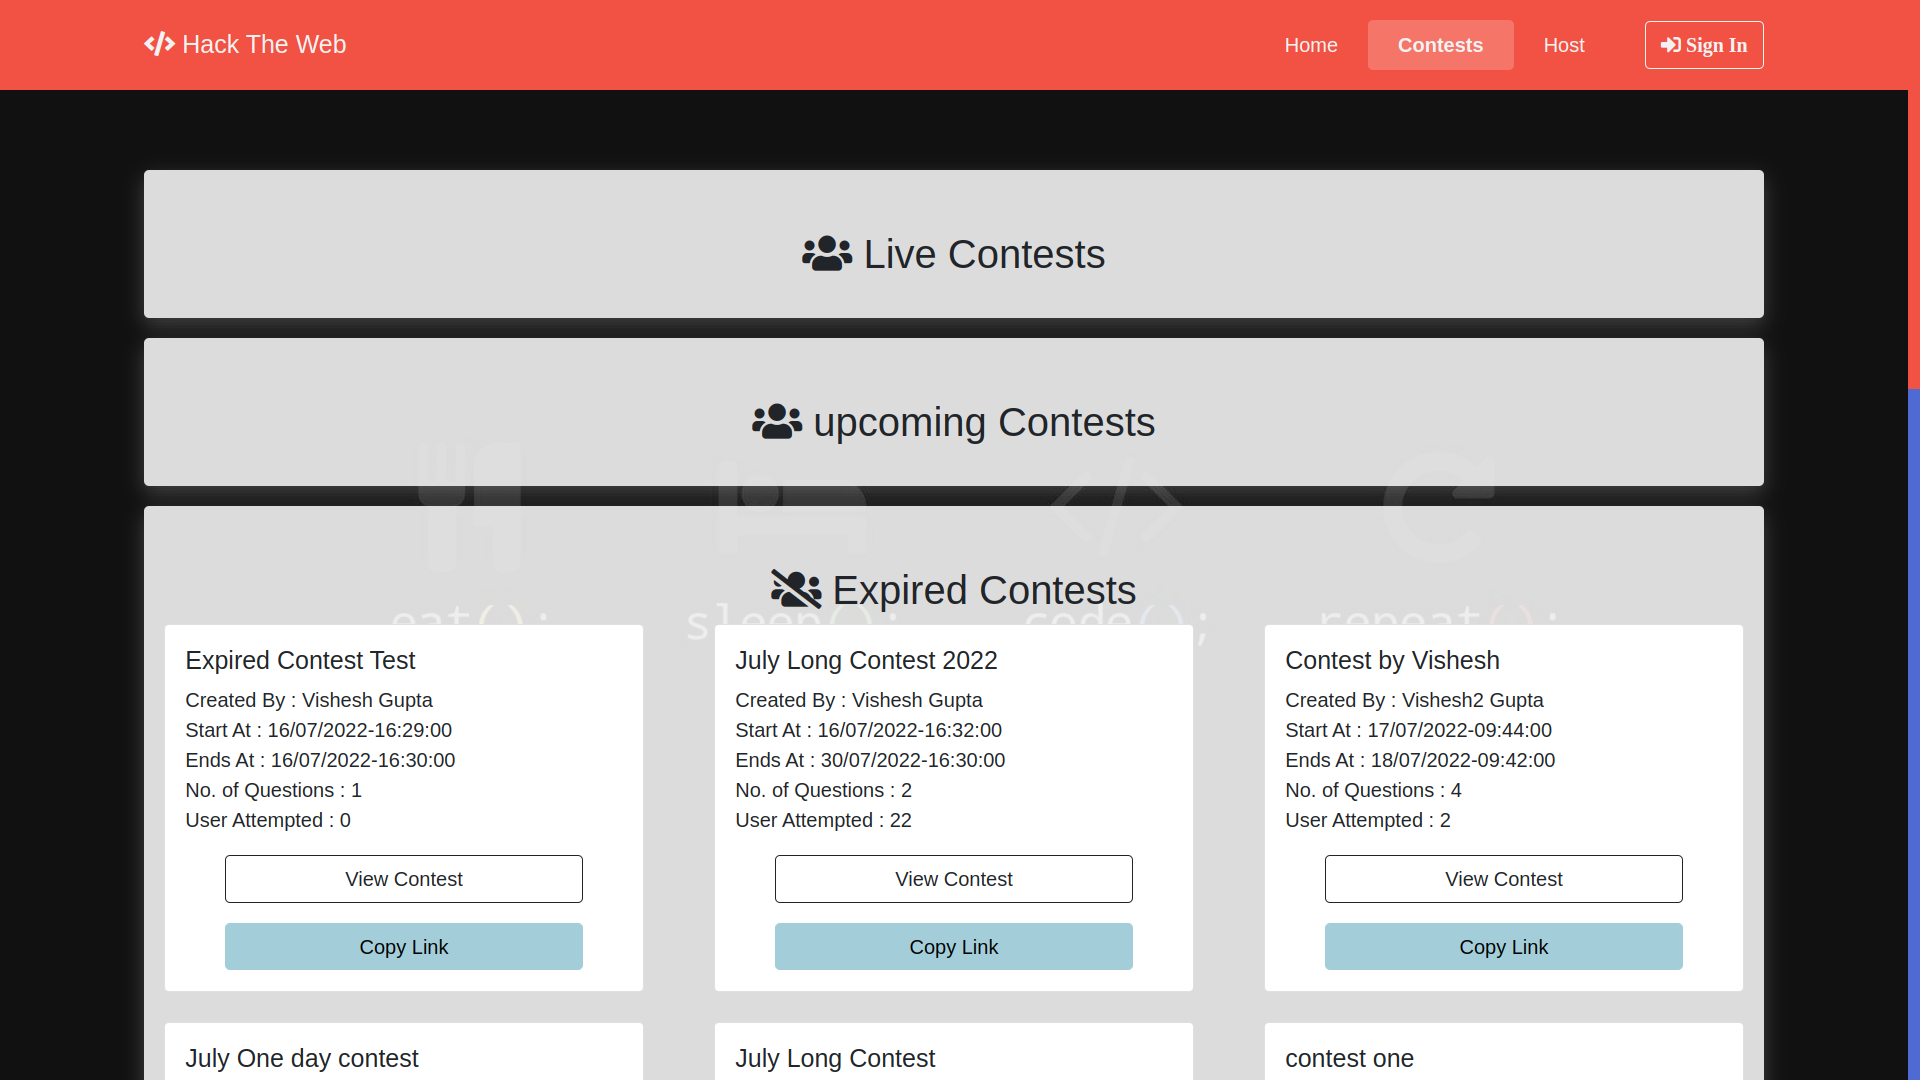 Hack The Web
Home
Contests
Host
Sign In
Live Contests
upcoming Contests
Expired Contests
eat(); sleep(); code(); repeat();
Expired Contest Test
Created By : Vishesh Gupta
Start At : 16/07/2022-16:29:00
Ends At : 16/07/2022-16:30:00
No. of Questions : 1
User Attempted : 0
View Contest
Copy Link
July Long Contest 2022
Created By : Vishesh Gupta
Start At : 16/07/2022-16:32:00
Ends At : 30/07/2022-16:30:00
No. of Questions : 2
User Attempted : 22
View Contest
Copy Link
Contest by Vishesh
Created By : Vishesh2 Gupta
Start At : 17/07/2022-09:44:00
Ends At : 18/07/2022-09:42:00
No. of Questions : 4
User Attempted : 2
View Contest
Copy Link
July One day contest
July Long Contest
contest one